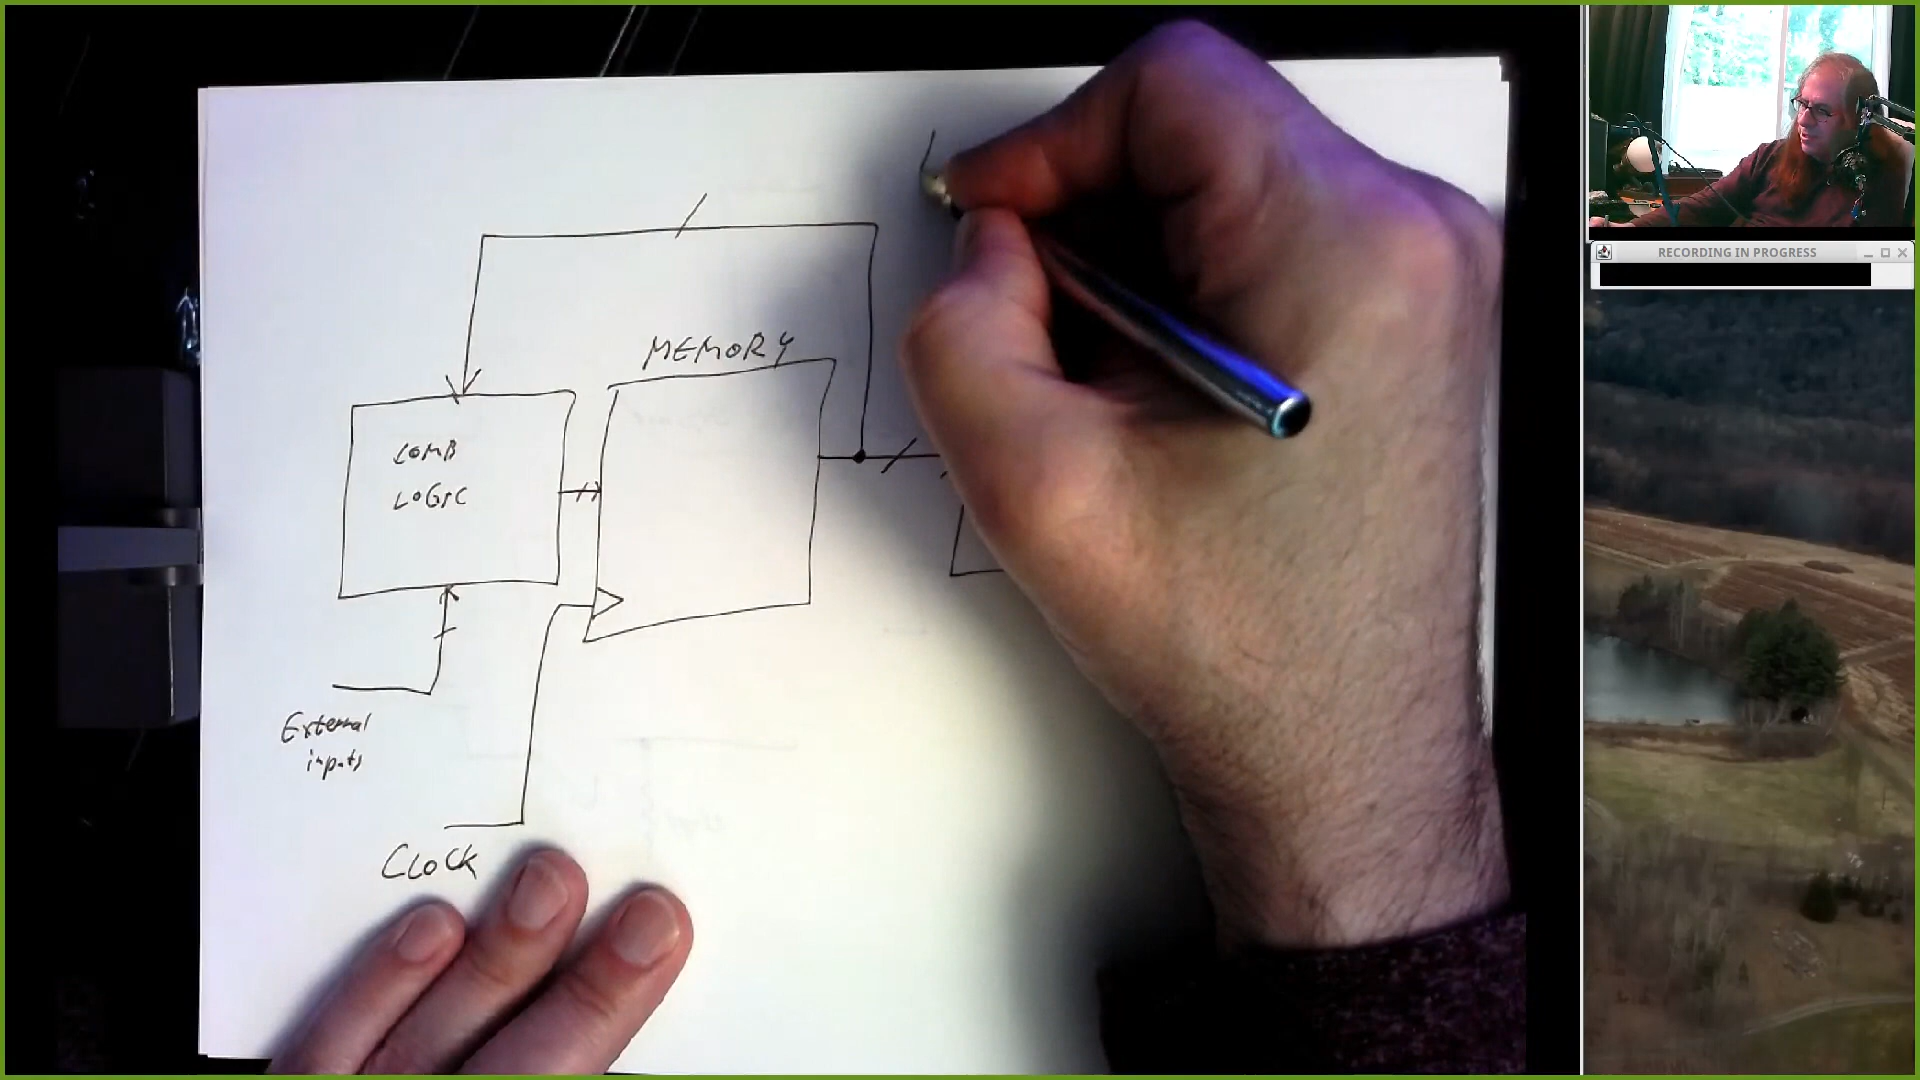 MEMORY
COMB
LOGIC
External
inputs
CLOCK
RECORDING IN PROGRESS